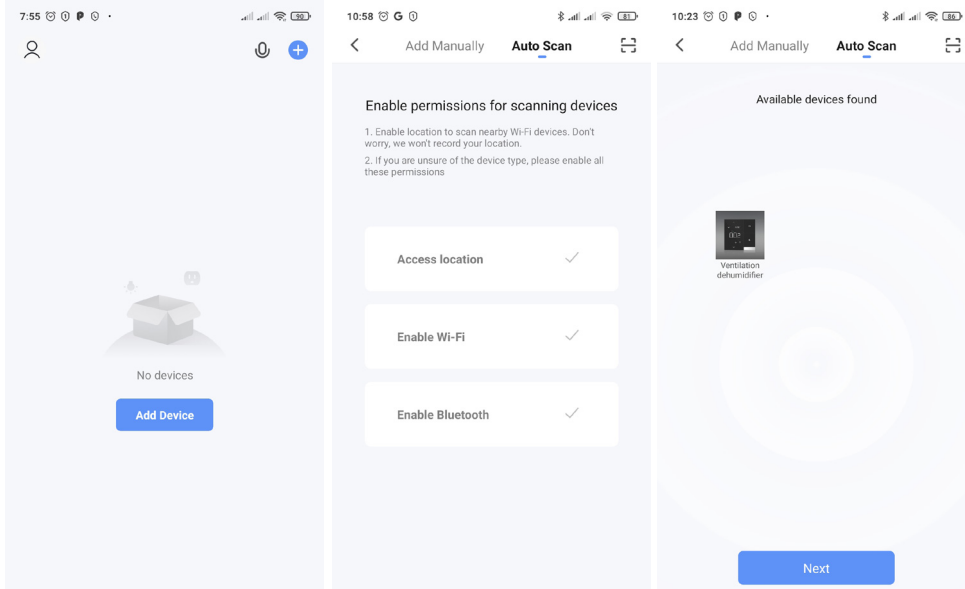 7:55
90
No devices
Add Device
10:58
G
81
Add Manually
Auto Scan
Enable permissions for scanning devices
1. Enable location to scan nearby Wi-Fi devices. Don't
worry, we won't record your location.
2. If you are unsure of the device type, please enable all
these permissions
Access location
Enable Wi-Fi
Enable Bluetooth
10:23
86
Add Manually
Auto Scan
Available devices found
Ventilation
dehumidifier
Next